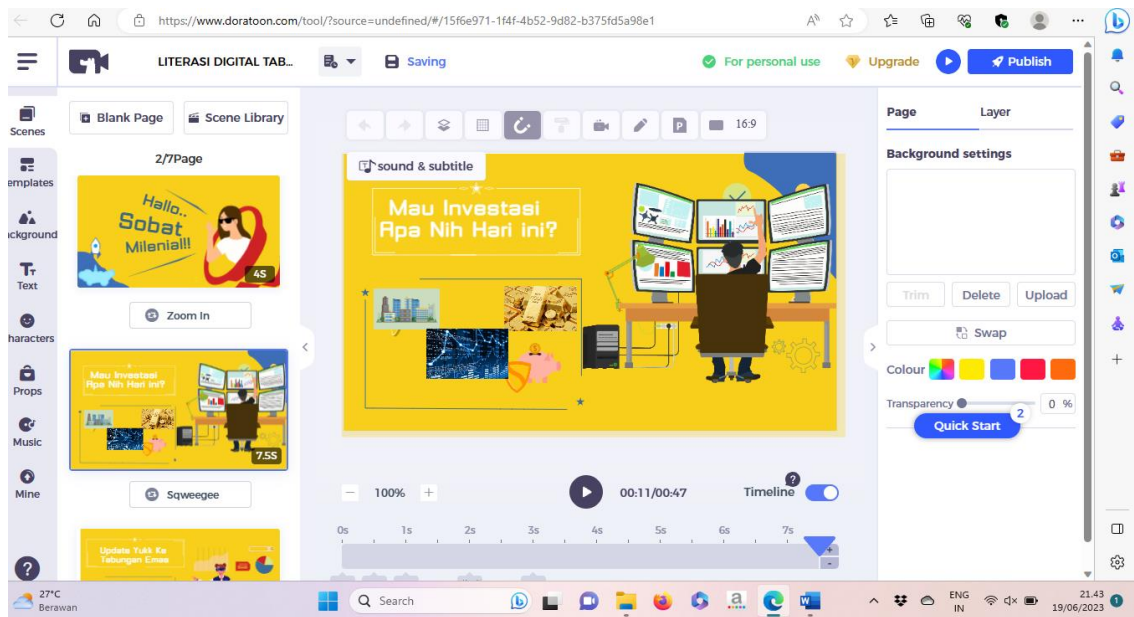 https://www.doratoon.com/tool/?source=undefined/#/15f6e971-1f4f-4b52-9d82-b375fd5a98e1
LITERASI DIGITAL TAB...
Saving
For personal use
Upgrade
Publish
Scenes
emplates
ckground
Text
haracters
Props
Music
Mine
Blank Page
Scene Library
2/7Page
Hallo..
Sobat
Milenial!!
4S
Zoom In
Mau Investasi
Apa Nih Hari ini?
7.5S
Sqweegee
Update Yukk Ke
Tabungan Emas
16:9
sound & subtitle
Mau Investasi
Apa Nih Hari ini?
100%
00:11/00:47
Timeline
?
0s 1s 2s 3s 4s 5s 6s 7s
Page Layer
Background settings
Trim Delete Upload
Swap
Colour
Transparency 0 %
Quick Start 2
?
27°C
Berawan
Search
ENG
IN
21.43
19/06/2023
1